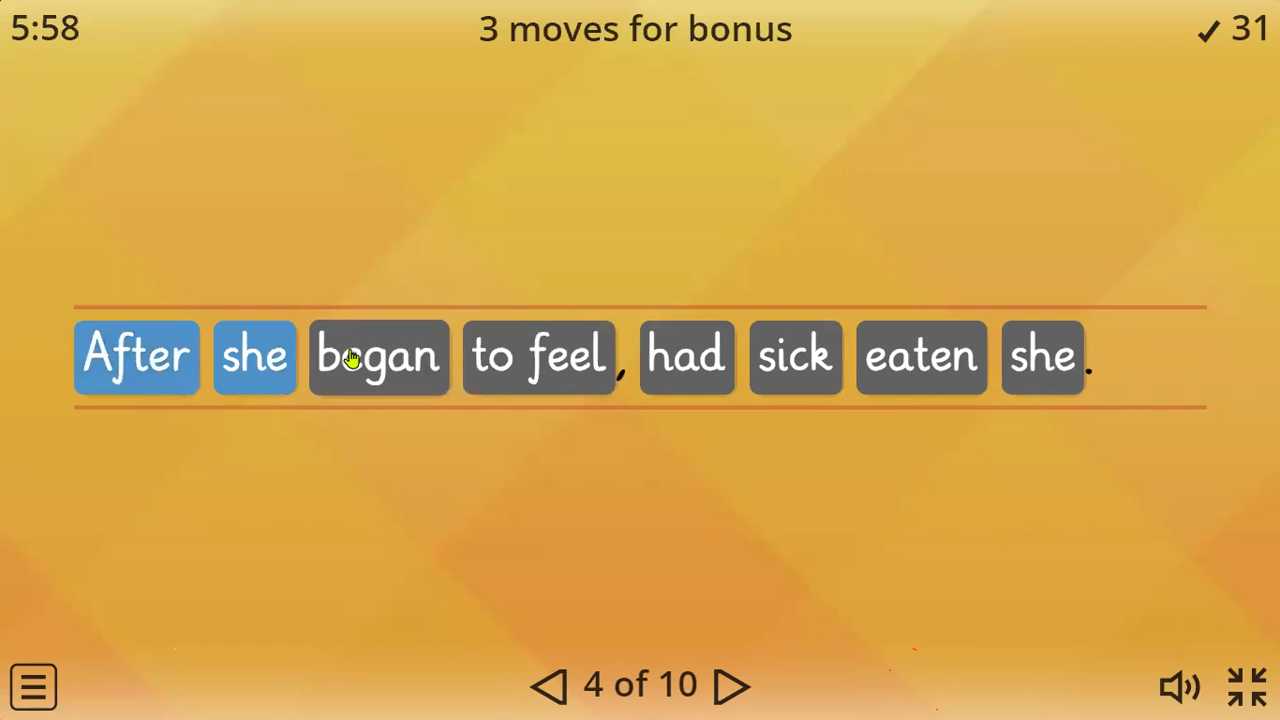 5:58 3 moves for bonus ✓ 31
After she began to feel, had sick eaten she.
4 of 10